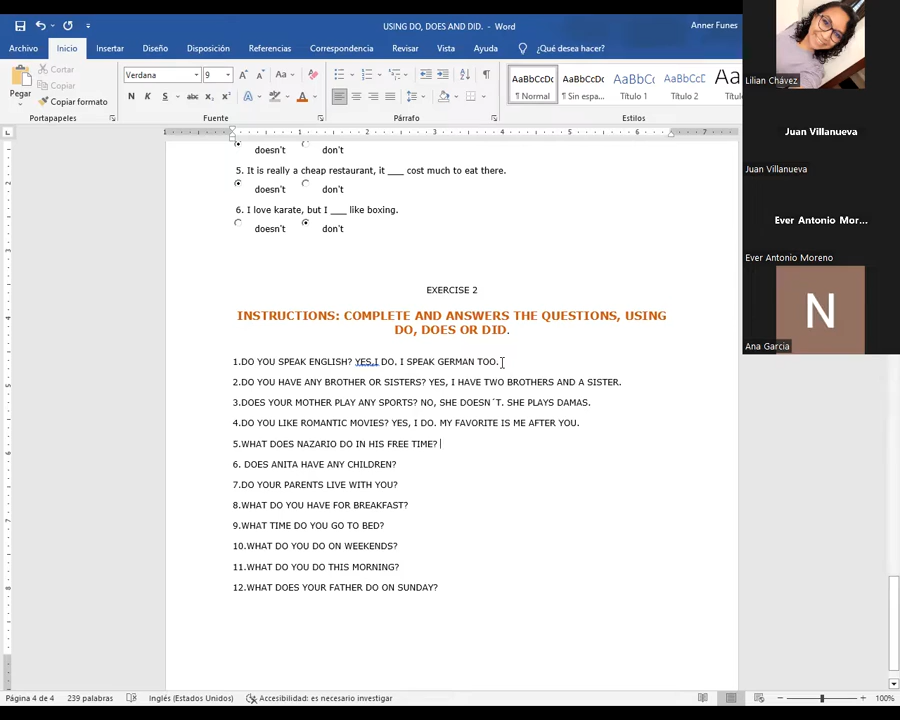 USING DO, DOES AND DID. - Word
Anner Funes
Archivo Inicio Insertar Diseño Disposición Referencias Correspondencia Revisar Vista Ayuda ¿Qué desea hacer?
Pegar
Cortar
Copiar
Copiar formato
Portapapeles
Verdana 9
N K S abc x₂ x²
Fuente
Párrafo
AaBbCcDc AaBbCcDc AaBbCc AaBbCcD AaB
¶ Normal ¶ Sin espa... Título 1 Título 2 Título
Estilos
doesn't don't
5. It is really a cheap restaurant, it ___ cost much to eat there.
doesn't don't
6. I love karate, but I ___ like boxing.
doesn't don't
EXERCISE 2
INSTRUCTIONS: COMPLETE AND ANSWERS THE QUESTIONS, USING
DO, DOES OR DID.
1.DO YOU SPEAK ENGLISH? YES,I DO. I SPEAK GERMAN TOO.
2.DO YOU HAVE ANY BROTHER OR SISTERS? YES, I HAVE TWO BROTHERS AND A SISTER.
3.DOES YOUR MOTHER PLAY ANY SPORTS? NO, SHE DOESN´T. SHE PLAYS DAMAS.
4.DO YOU LIKE ROMANTIC MOVIES? YES, I DO. MY FAVORITE IS ME AFTER YOU.
5.WHAT DOES NAZARIO DO IN HIS FREE TIME?
6. DOES ANITA HAVE ANY CHILDREN?
7.DO YOUR PARENTS LIVE WITH YOU?
8.WHAT DO YOU HAVE FOR BREAKFAST?
9.WHAT TIME DO YOU GO TO BED?
10.WHAT DO YOU DO ON WEEKENDS?
11.WHAT DO YOU DO THIS MORNING?
12.WHAT DOES YOUR FATHER DO ON SUNDAY?
Página 4 de 4 239 palabras Inglés (Estados Unidos) Accesibilidad: es necesario investigar 100%
Lilian Chávez
Juan Villanueva
Juan Villanueva
Ever Antonio Mor...
Ever Antonio Moreno
N
Ana Garcia